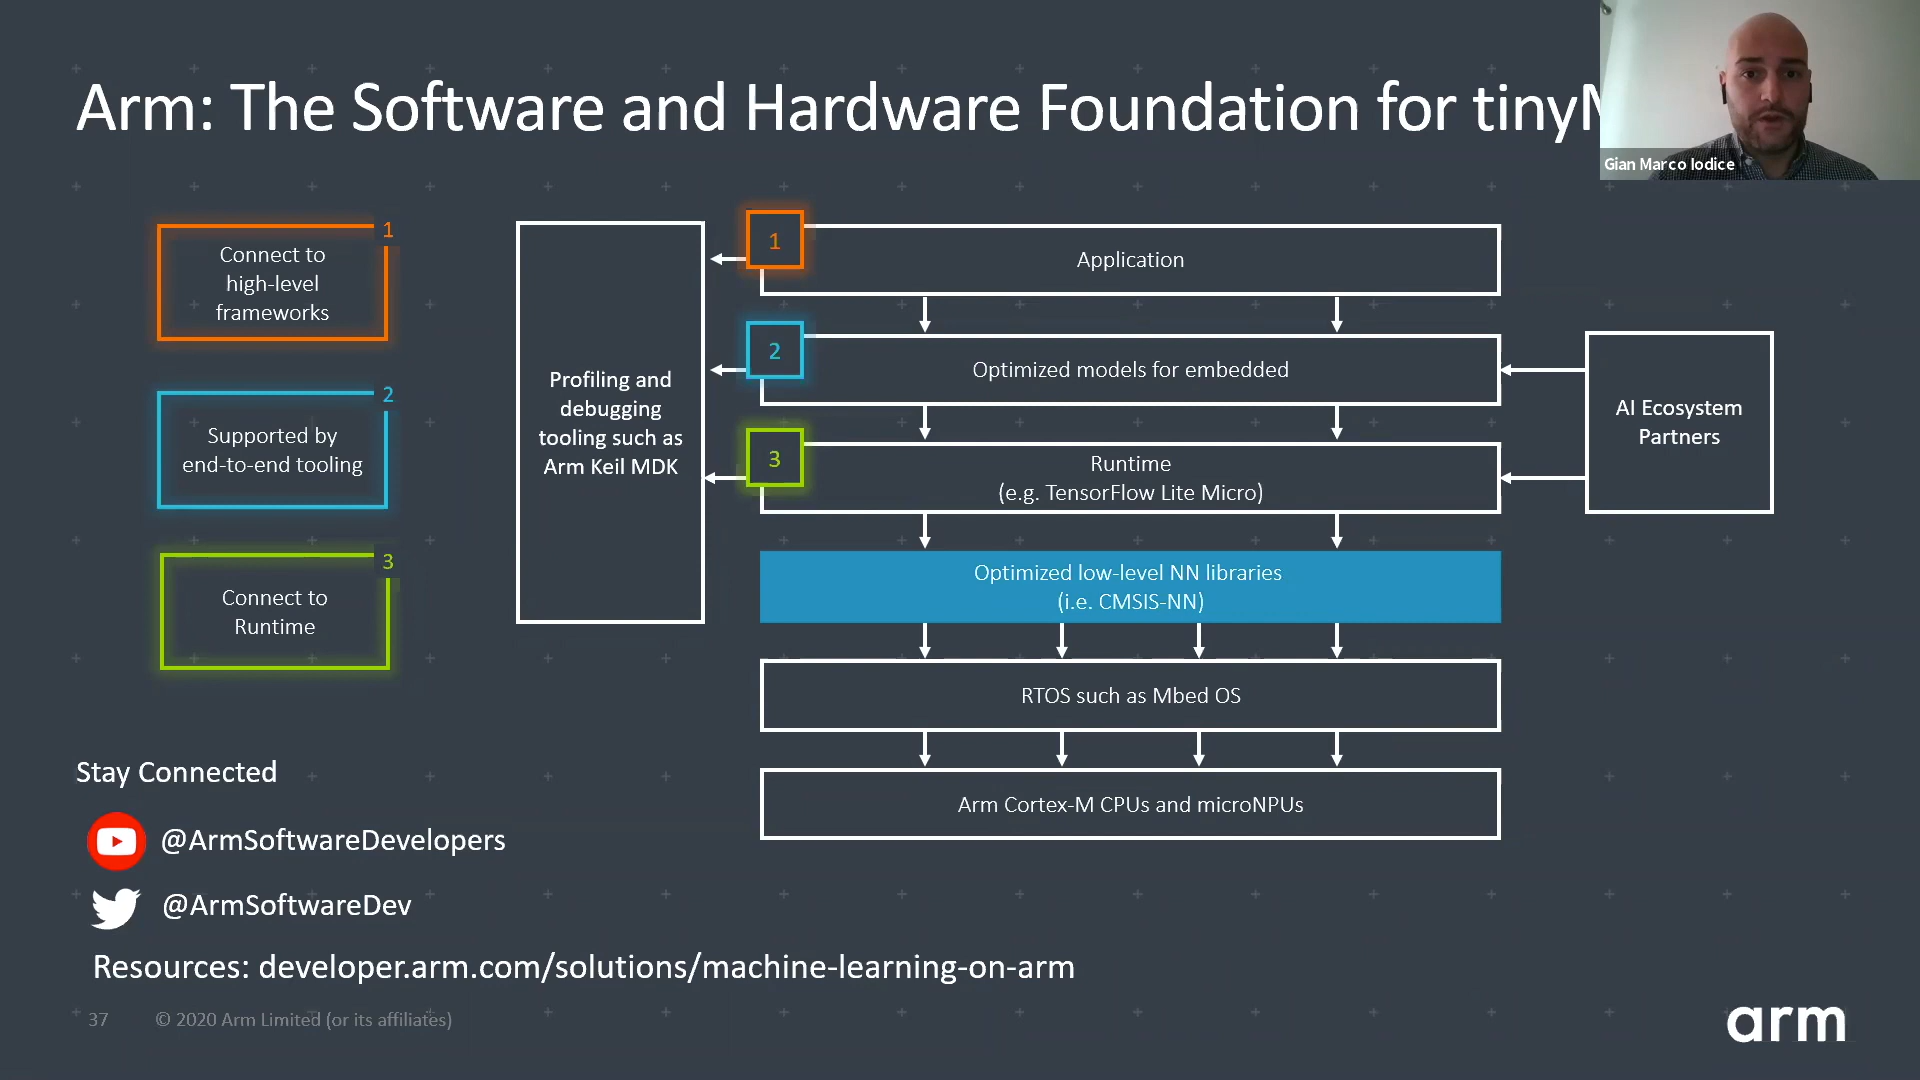 Arm: The Software and Hardware Foundation for tinyM
Gian Marco Iodice
1
Connect to
high-level
frameworks
2
Supported by
end-to-end tooling
3
Connect to
Runtime
Profiling and
debugging
tooling such as
Arm Keil MDK
1
Application
2
Optimized models for embedded
3
Runtime
(e.g. TensorFlow Lite Micro)
Optimized low-level NN libraries
(i.e. CMSIS-NN)
RTOS such as Mbed OS
Arm Cortex-M CPUs and microNPUs
AI Ecosystem
Partners
Stay Connected
@ArmSoftwareDevelopers
@ArmSoftwareDev
Resources: developer.arm.com/solutions/machine-learning-on-arm
37 © 2020 Arm Limited (or its affiliates)
arm